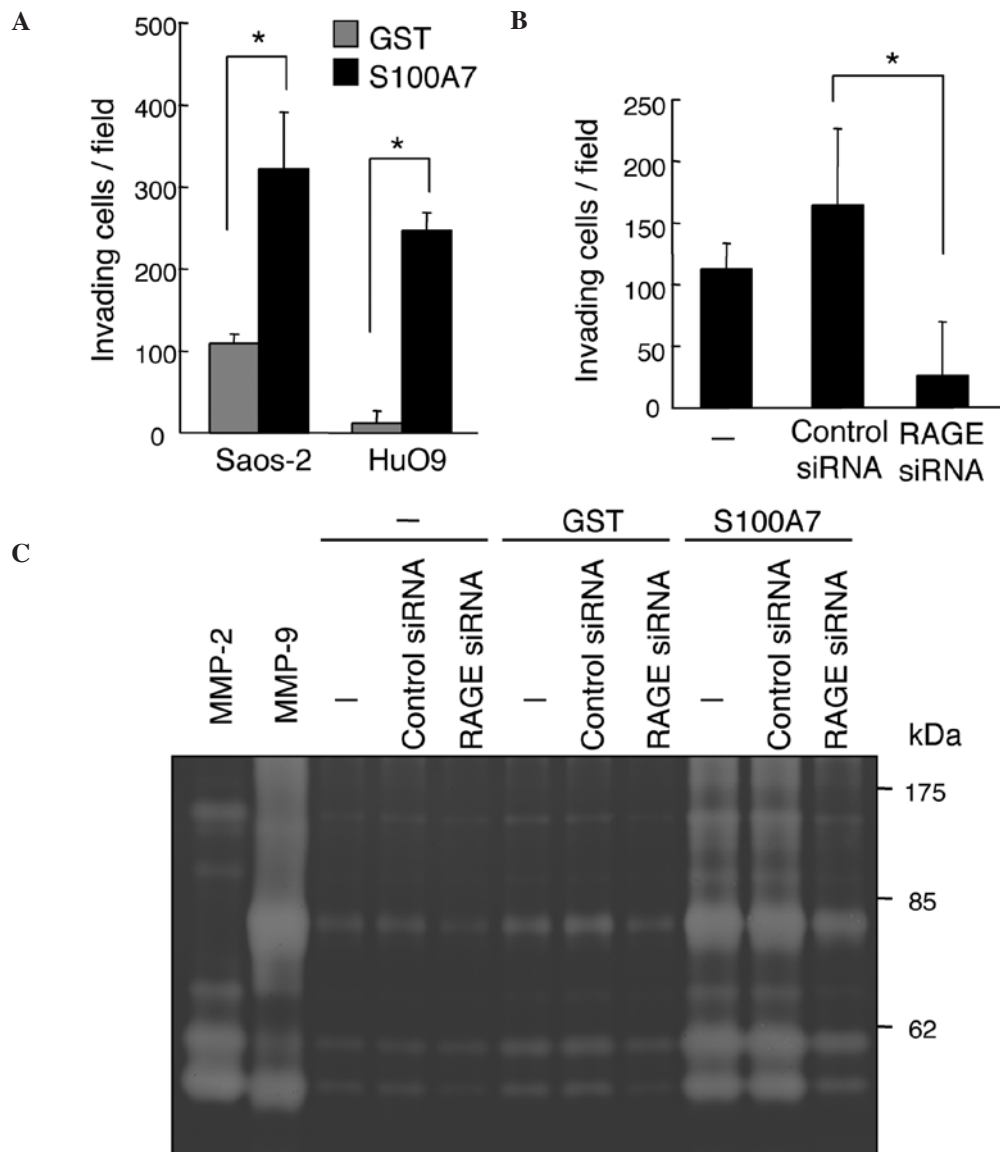 A
500
400
300
200
100
0
Invading cells / field
*
*
GST
S100A7
Saos-2
HuO9
B
250
200
150
100
50
0
Invading cells / field
*
—
Control
siRNA
RAGE
siRNA
C
—
GST
S100A7
MMP-2
MMP-9
—
Control siRNA
RAGE siRNA
—
Control siRNA
RAGE siRNA
—
Control siRNA
RAGE siRNA
kDa
175
85
62